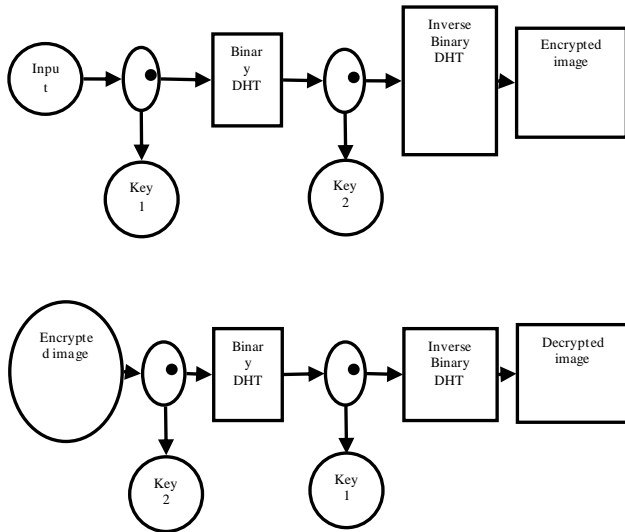 Inpu
t
Binar
y
DHT
Inverse
Binary
DHT
Encrypted
image
Key
1
Key
2
Encrypte
d image
Binar
y
DHT
Inverse
Binary
DHT
Decrypted
image
Key
2
Key
1